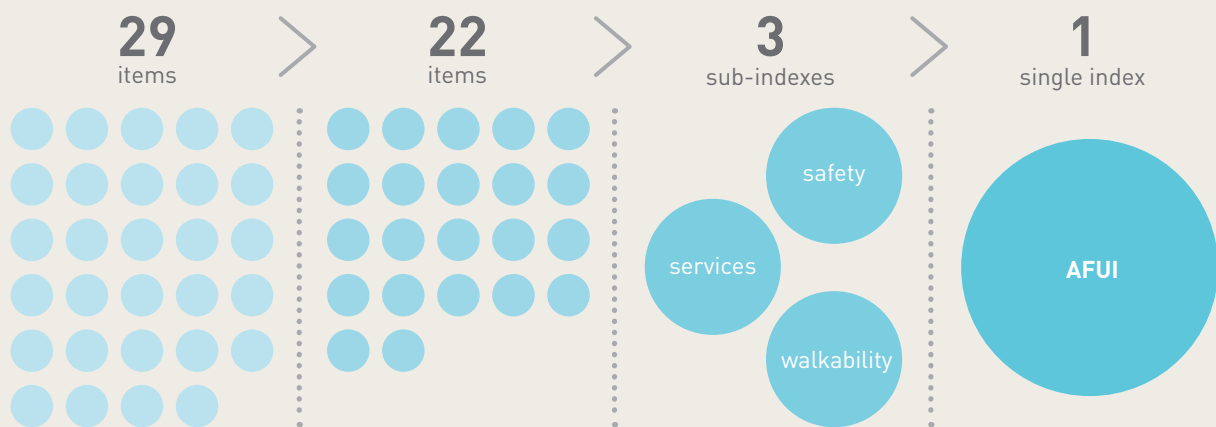 29
items
22
items
3
sub-indexes
1
single index
safety
services
walkability
AFUI